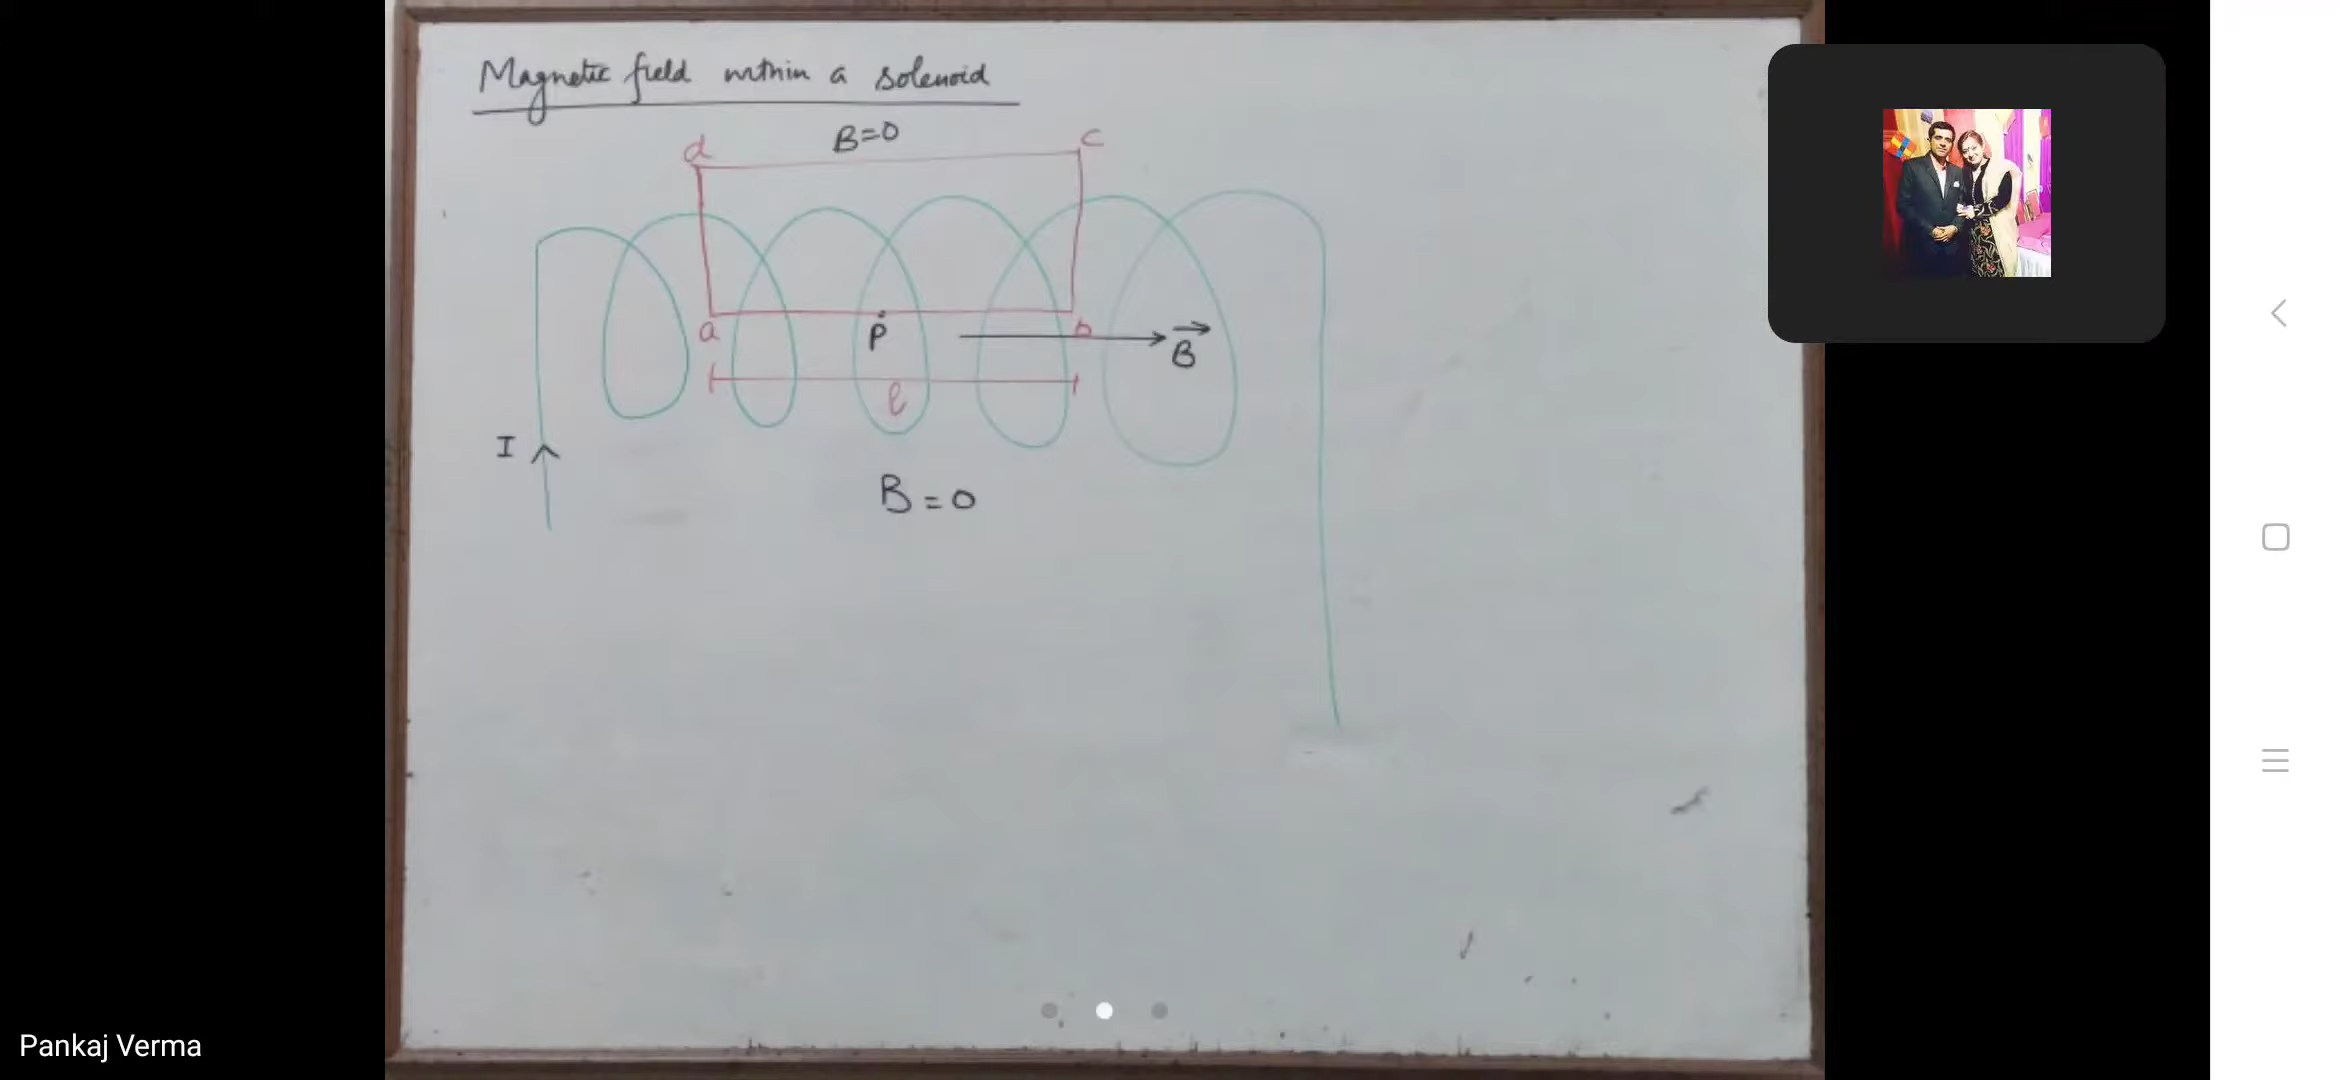 Magnetic field within a solenoid
B=0
d
c
a
P
b
B
l
I
B=0
Pankaj Verma